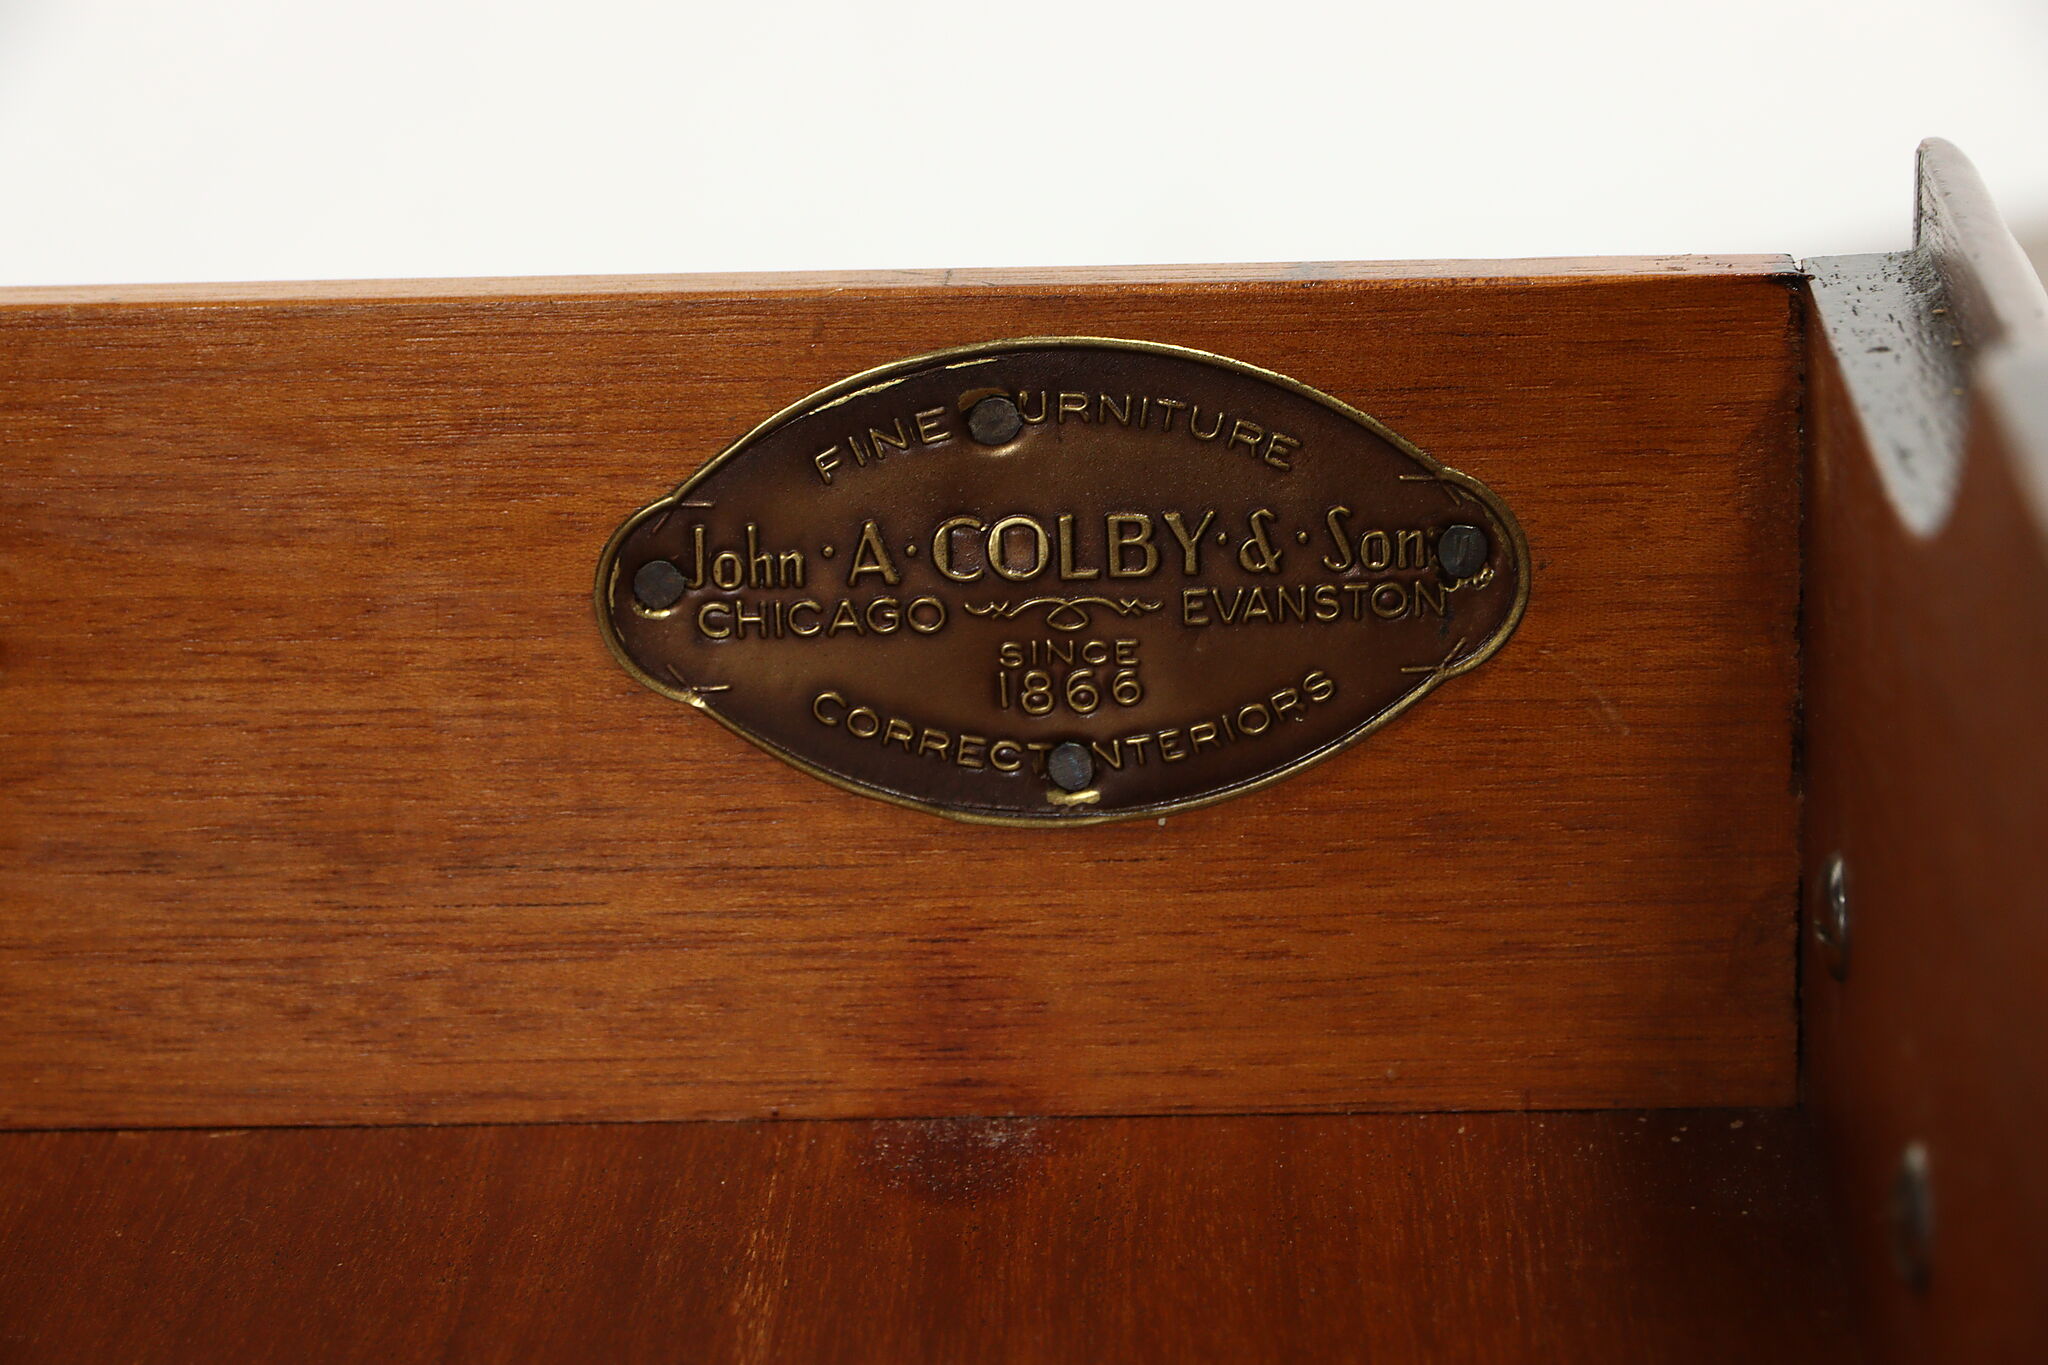 FINE FURNITURE
John · A · COLBY · & · Sons
CHICAGO EVANSTON
SINCE
1866
CORRECT INTERIORS